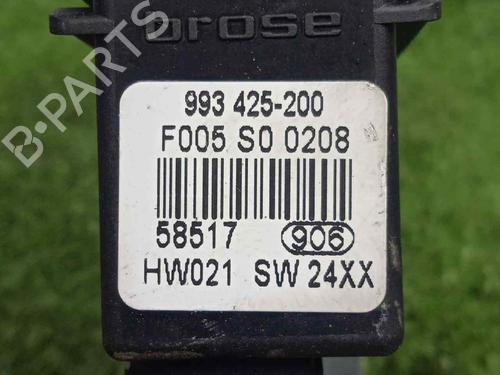 brose
B-PARTS
993 425-200
F005 S0 0208
58517 906
HW021 SW 24XX